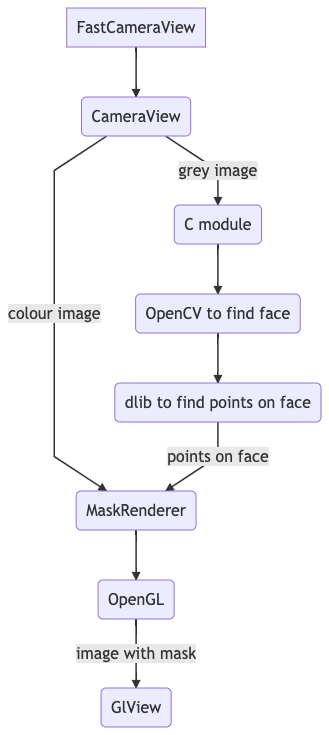 FastCameraView
CameraView
grey image
C module
colour image
OpenCV to find face
dlib to find points on face
points on face
MaskRenderer
OpenGL
image with mask
GlView